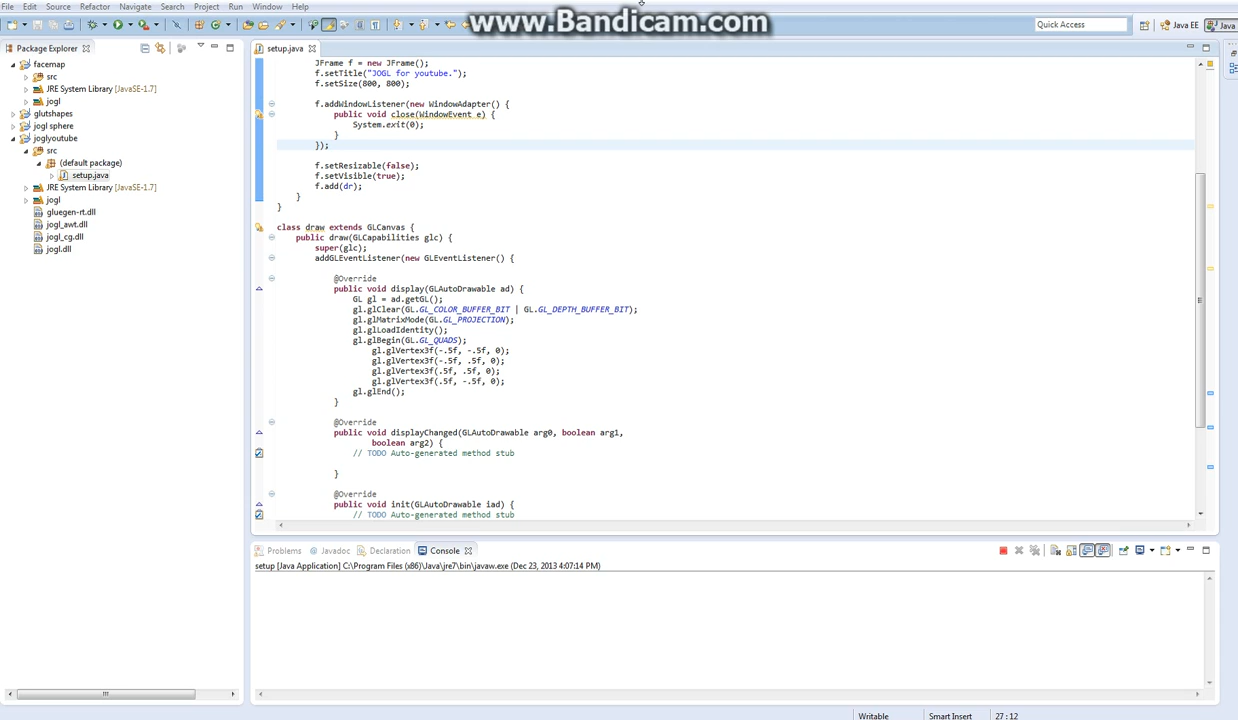 File Edit Source Refactor Navigate Search Project Run Window Help
www.Bandicam.com
Quick Access
Java EE
Java
Package Explorer
setup.java
facemap
src
JRE System Library [JavaSE-1.7]
jogl
glutshapes
jogl sphere
joglyoutube
src
(default package)
setup.java
JRE System Library [JavaSE-1.7]
jogl
gluegen-rt.dll
jogl_awt.dll
jogl_cg.dll
jogl.dll
JFrame f = new JFrame();
f.setTitle("JOGL for youtube.");
f.setSize(800, 800);
f.addWindowListener(new WindowAdapter() {
public void close(WindowEvent e) {
System.exit(0);
}
});
f.setResizable(false);
f.setVisible(true);
f.add(dr);
}
}
class draw extends GLCanvas {
public draw(GLCapabilities glc) {
super(glc);
addGLEventListener(new GLEventListener() {
@Override
public void display(GLAutoDrawable ad) {
GL gl = ad.getGL();
gl.glClear(GL.GL_COLOR_BUFFER_BIT | GL.GL_DEPTH_BUFFER_BIT);
gl.glMatrixMode(GL.GL_PROJECTION);
gl.glLoadIdentity();
gl.glBegin(GL.GL_QUADS);
gl.glVertex3f(-.5f, -.5f, 0);
gl.glVertex3f(-.5f, .5f, 0);
gl.glVertex3f(.5f, .5f, 0);
gl.glVertex3f(.5f, -.5f, 0);
gl.glEnd();
}
@Override
public void displayChanged(GLAutoDrawable arg0, boolean arg1,
boolean arg2) {
// TODO Auto-generated method stub
}
@Override
public void init(GLAutoDrawable iad) {
// TODO Auto-generated method stub
Problems Javadoc Declaration Console
setup [Java Application] C:\Program Files (x86)\Java\jre7\bin\javaw.exe (Dec 23, 2013 4:07:14 PM)
Writable Smart Insert 27 : 12